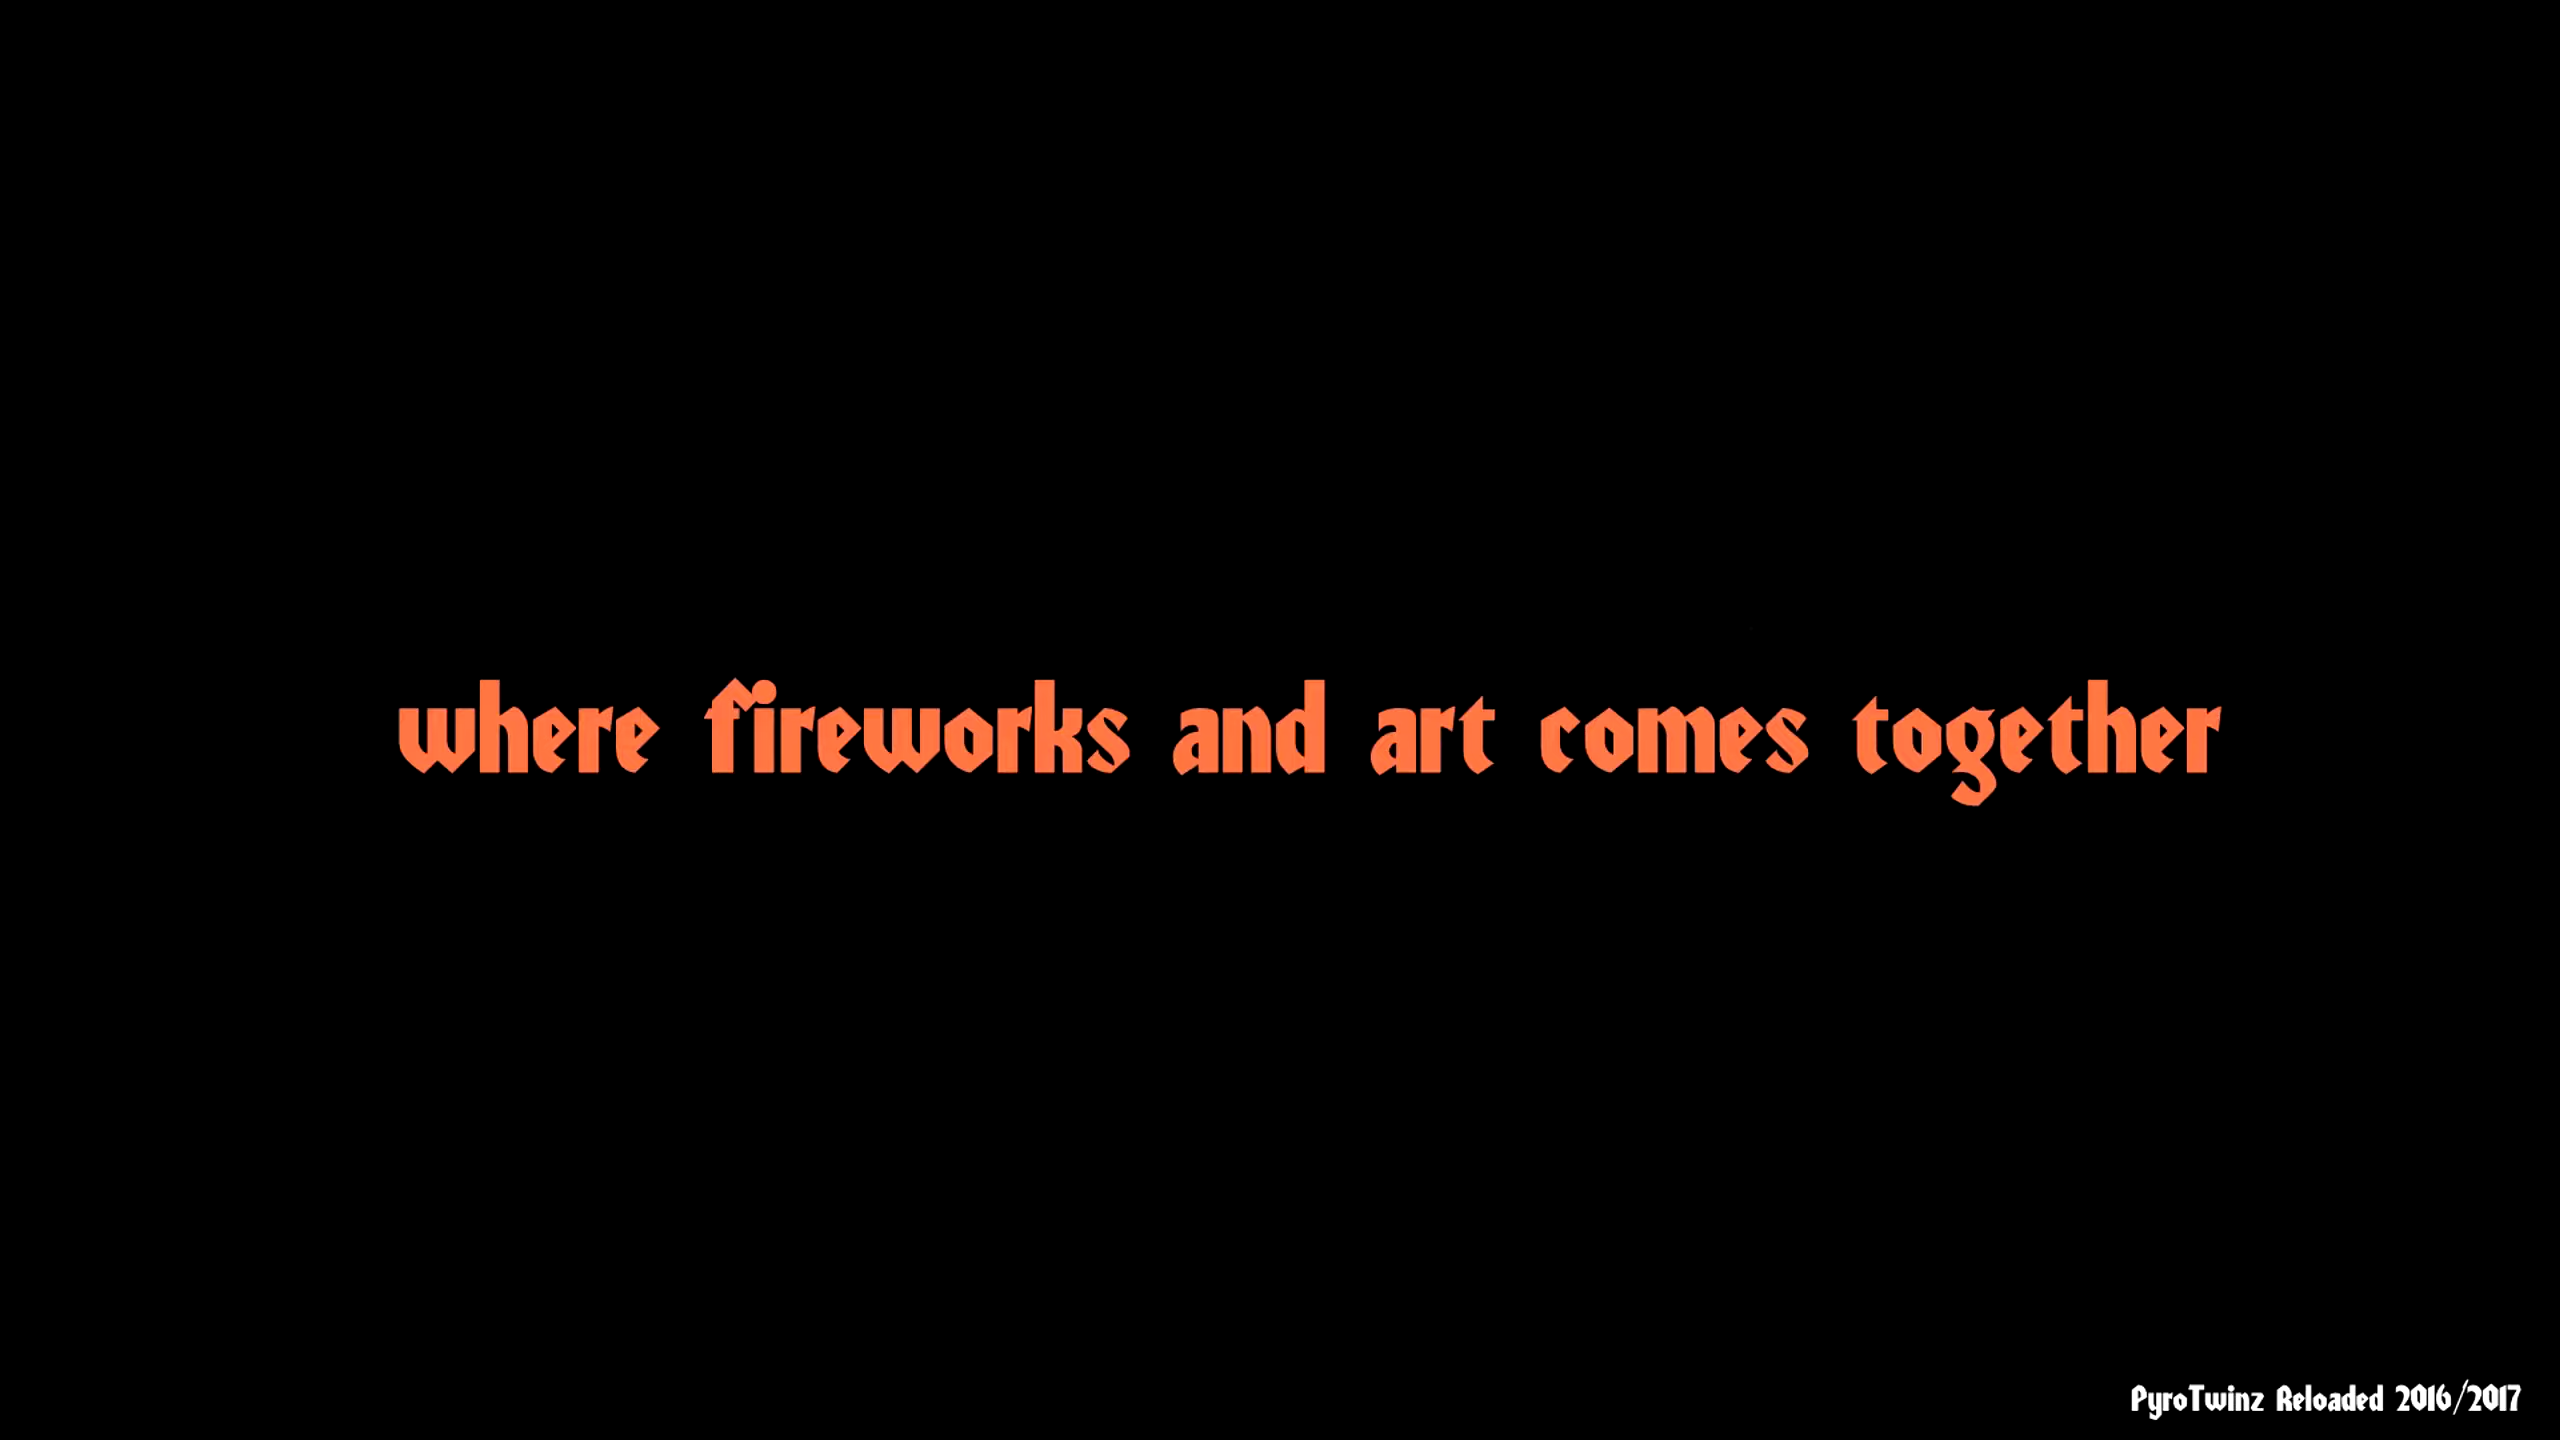 where fireworks and art comes together
PyroTwinz Reloaded 2016/2017